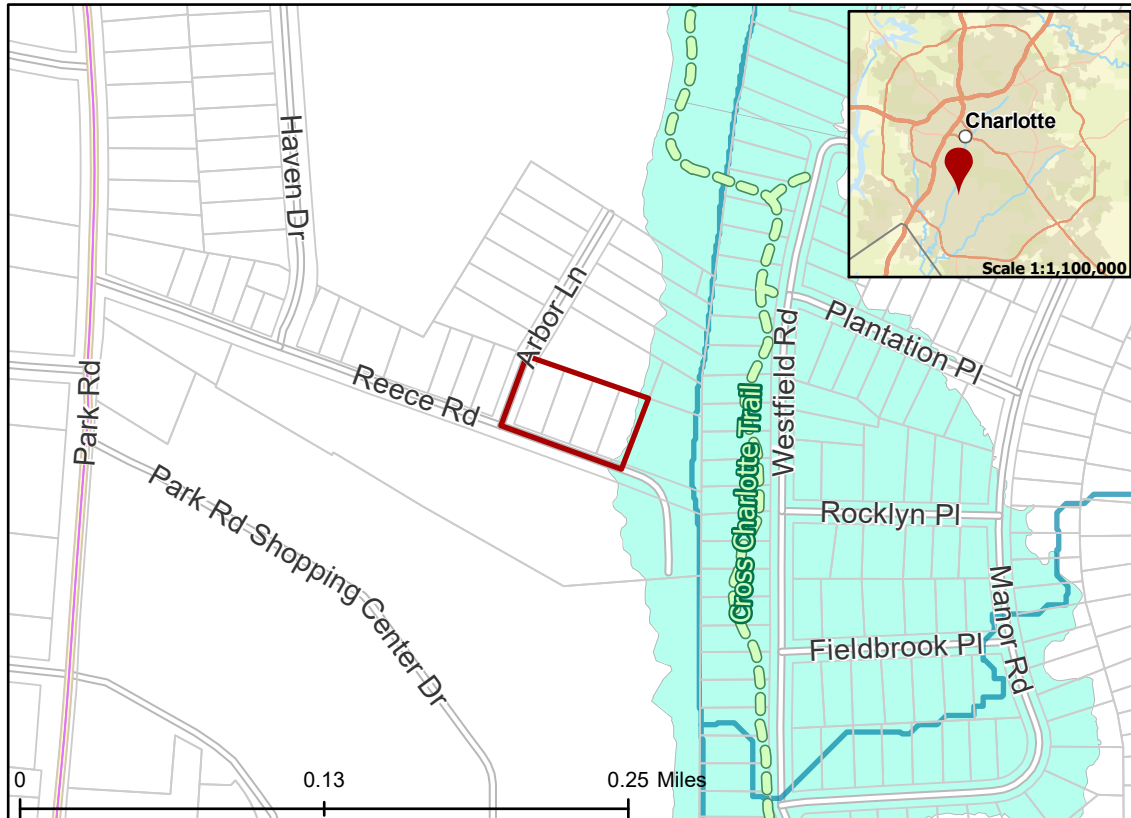 Charlotte
Scale 1:1,100,000
Haven Dr
Arbor Ln
Plantation Pl
Park Rd
Reece Rd
Westfield Rd
Cross Charlotte Trail
Rocklyn Pl
Park Rd Shopping Center Dr
Manor Rd
Fieldbrook Pl
0 0.13 0.25 Miles